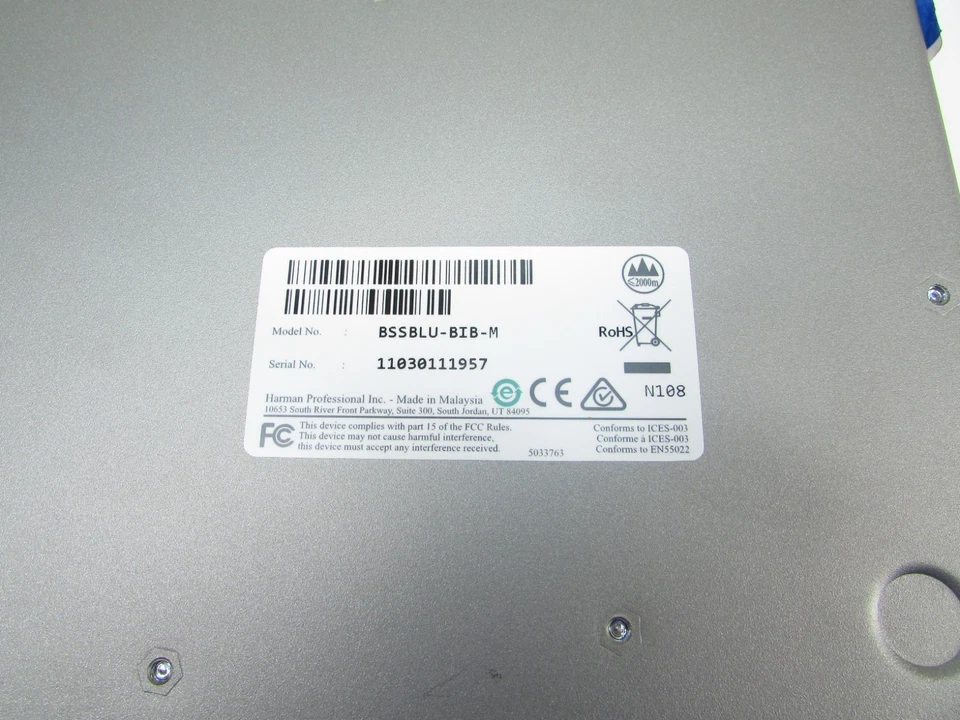 ≤2000m
Model No. : BSSBLU-BIB-M
RoHS
Serial No. : 11030111957
N108
Harman Professional Inc. - Made in Malaysia
e
CE
10653 South River Front Parkway, Suite 300, South Jordan, UT 84095
FC
This device complies with part 15 of the FCC Rules.
This device may not cause harmful interference,
this device must accept any interference received.
5033763
Conforms to ICES-003
Conforme à ICES-003
Conforms to EN55022